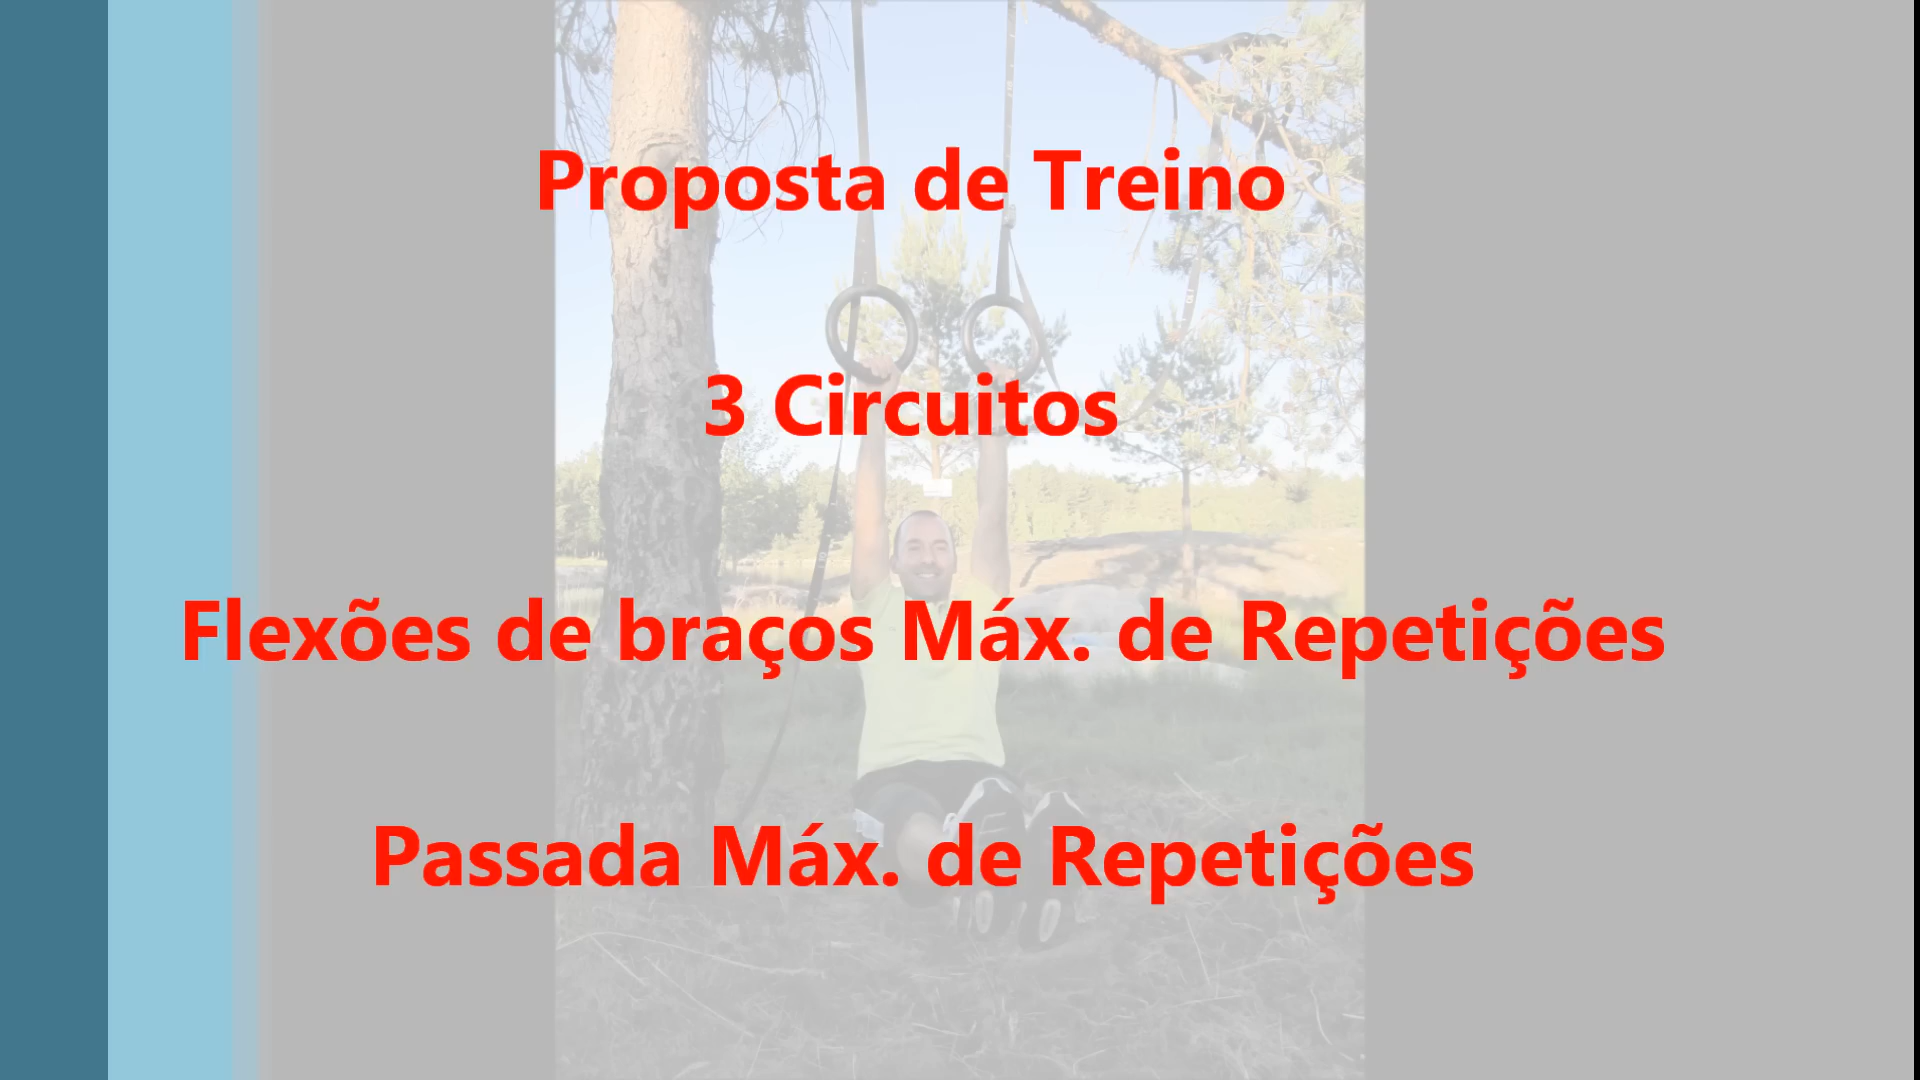 Proposta de Treino
3 Circuitos
Flexões de braços Máx. de Repetições
Passada Máx. de Repetições